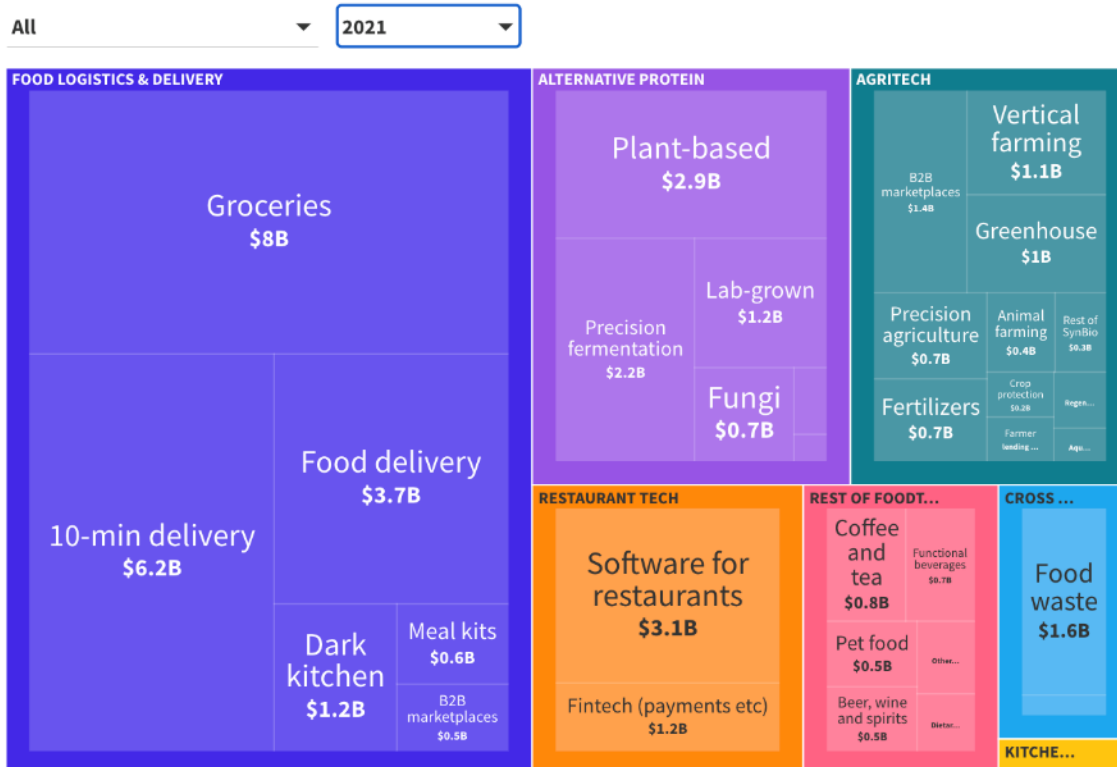 All
2021
FOOD LOGISTICS & DELIVERY
Groceries
$8B
10-min delivery
$6.2B
Food delivery
$3.7B
Dark
kitchen
$1.2B
Meal kits
$0.6B
B2B
marketplaces
$0.5B
ALTERNATIVE PROTEIN
Plant-based
$2.9B
Precision
fermentation
$2.2B
Lab-grown
$1.2B
Fungi
$0.7B
AGRITECH
B2B
marketplaces
$1.4B
Vertical
farming
$1.1B
Greenhouse
$1B
Precision
agriculture
$0.7B
Fertilizers
$0.7B
Animal
farming
$0.4B
Rest of
SynBio
$0.3B
Crop
protection
$0.2B
Farmer
lending ...
Regen...
Aqu...
RESTAURANT TECH
Software for
restaurants
$3.1B
Fintech (payments etc)
$1.2B
REST OF FOODT...
Coffee
and
tea
$0.8B
Functional
beverages
$0.7B
Pet food
$0.5B
Beer, wine
and spirits
$0.5B
Other...
Dieter...
CROSS ...
Food
waste
$1.6B
KITCHE...